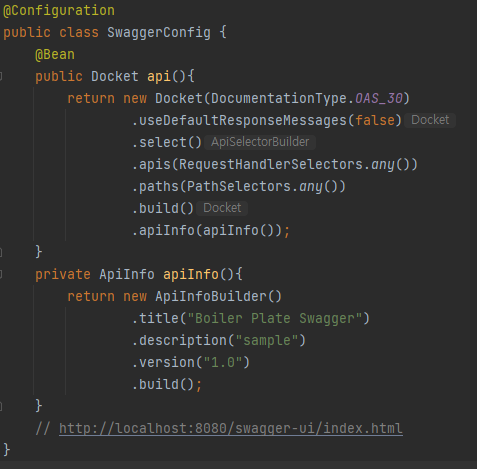 @Configuration
public class SwaggerConfig {
    @Bean
    public Docket api(){
        return new Docket(DocumentationType.OAS_30)
                .useDefaultResponseMessages(false) Docket
                .select() ApiSelectorBuilder
                .apis(RequestHandlerSelectors.any())
                .paths(PathSelectors.any())
                .build() Docket
                .apiInfo(apiInfo());
    }
    private ApiInfo apiInfo(){
        return new ApiInfoBuilder()
                .title("Boiler Plate Swagger")
                .description("sample")
                .version("1.0")
                .build();
    }
    // http://localhost:8080/swagger-ui/index.html
}